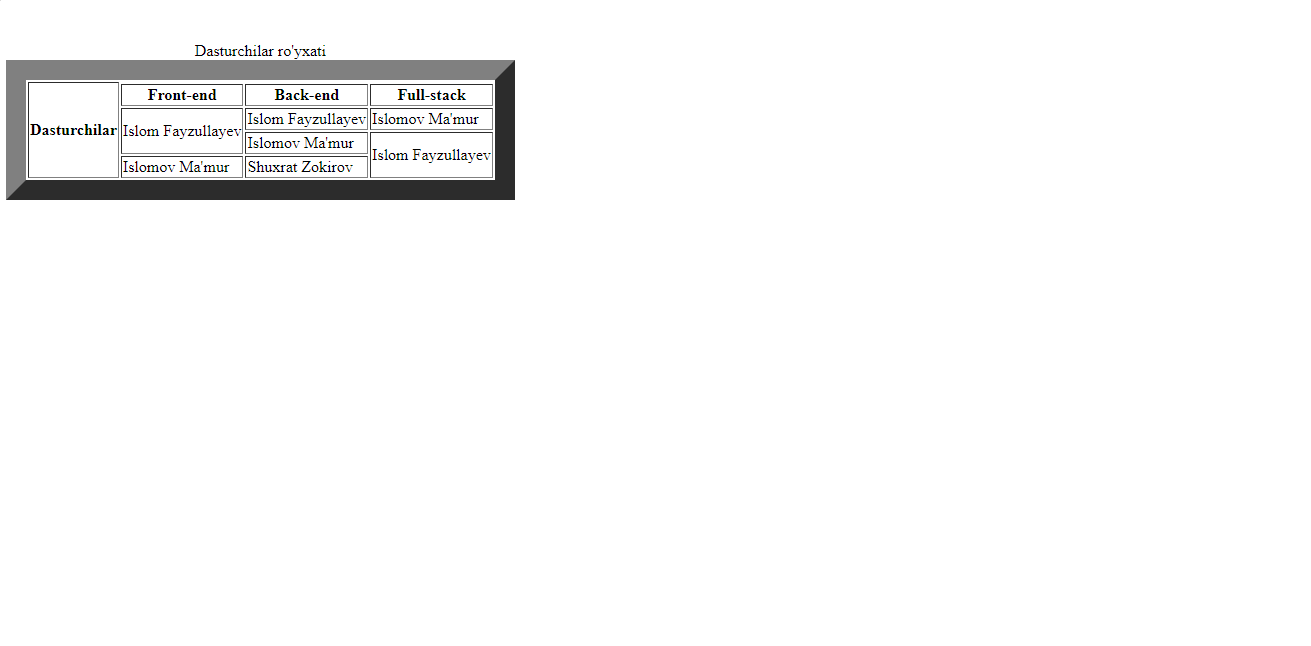 Dasturchilar ro'yxati
Dasturchilar Front-end Back-end Full-stack
Islom Fayzullayev Islom Fayzullayev Islomov Ma'mur
Islomov Ma'mur Islom Fayzullayev
Islomov Ma'mur Shuxrat Zokirov